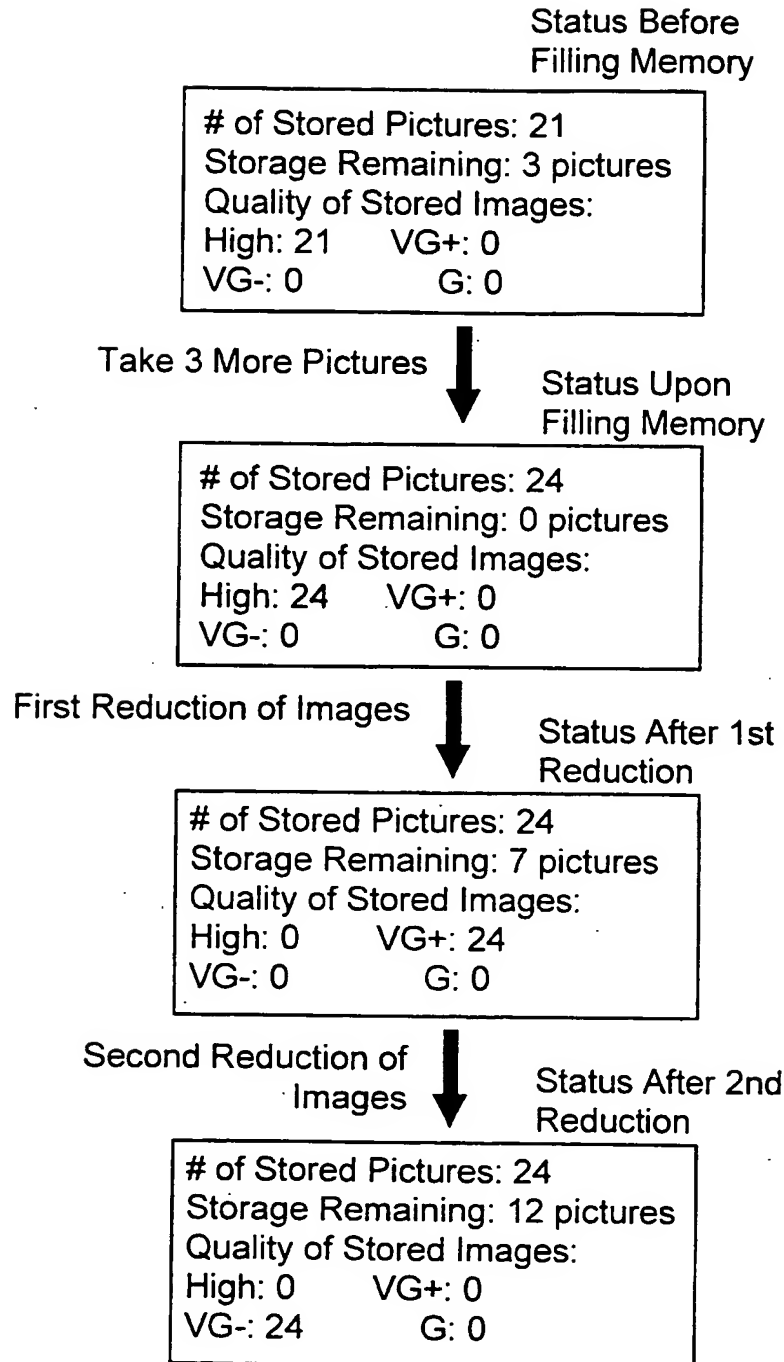 Status Before
Filling Memory
# of Stored Pictures: 21
Storage Remaining: 3 pictures
Quality of Stored Images:
High: 21 VG+: 0
VG-: 0 G: 0
Take 3 More Pictures
Status Upon
Filling Memory
# of Stored Pictures: 24
Storage Remaining: 0 pictures
Quality of Stored Images:
High: 24 VG+: 0
VG-: 0 G: 0
First Reduction of Images
Status After 1st
Reduction
# of Stored Pictures: 24
Storage Remaining: 7 pictures
Quality of Stored Images:
High: 0 VG+: 24
VG-: 0 G: 0
Second Reduction of
Images
Status After 2nd
Reduction
# of Stored Pictures: 24
Storage Remaining: 12 pictures
Quality of Stored Images:
High: 0 VG+: 0
VG-: 24 G: 0